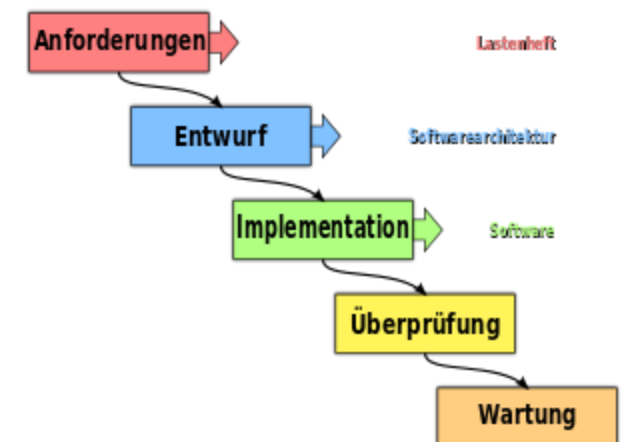 Anforderungen
Lastenheft
Entwurf
Softwarearchitektur
Implementation
Software
Überprüfung
Wartung